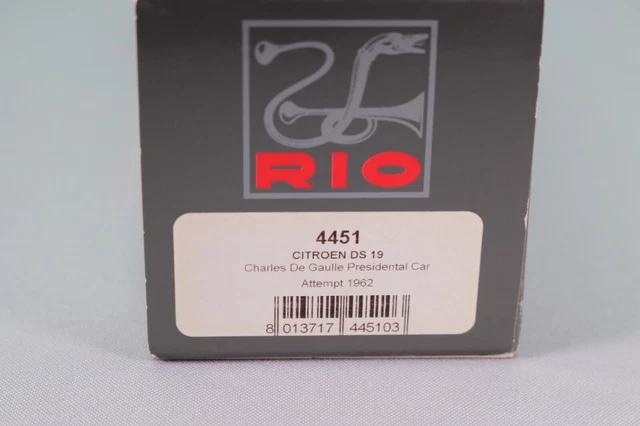 RIO
4451
CITROEN DS 19
Charles De Gaulle Presidental Car
Attempt 1962
8 013717 445103